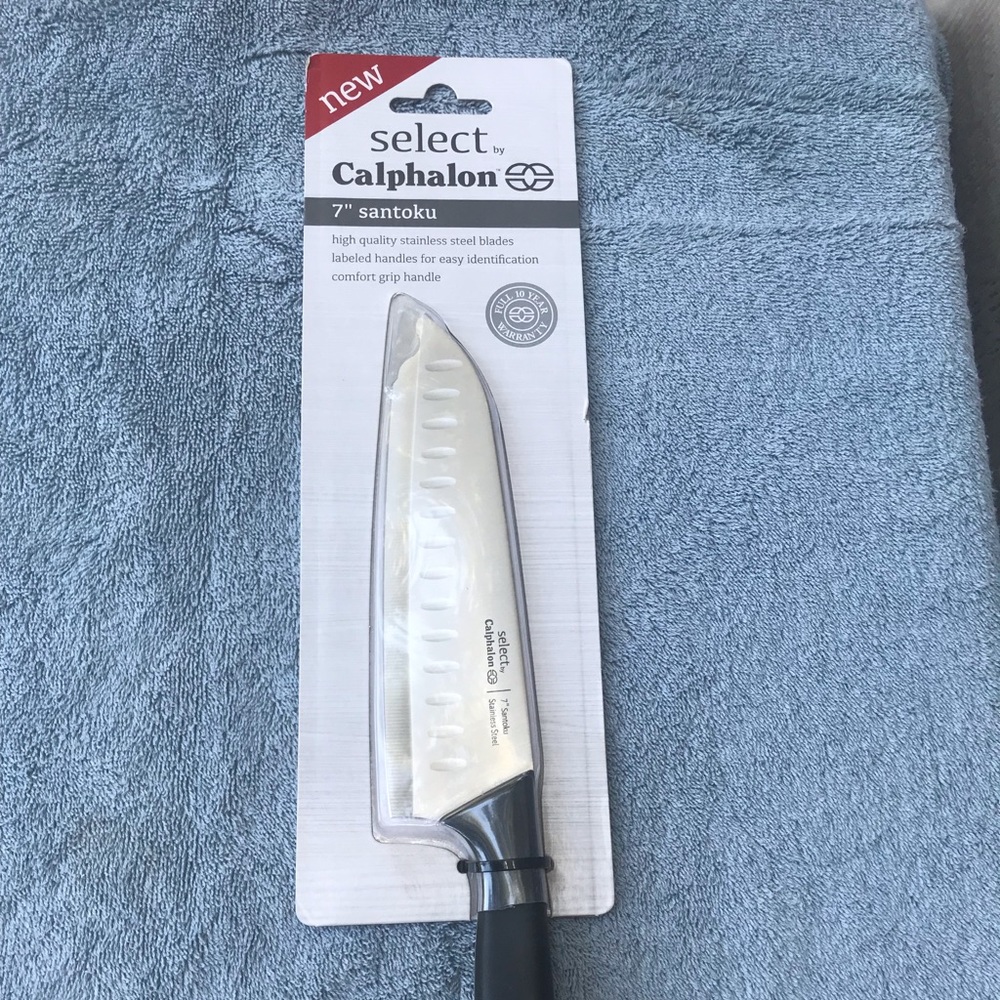 new
select by
Calphalon™
7" santoku
high quality stainless steel blades
labeled handles for easy identification
comfort grip handle
FULL 10 YEAR
WARRANTY
select by
Calphalon
7" Santoku
Stainless Steel